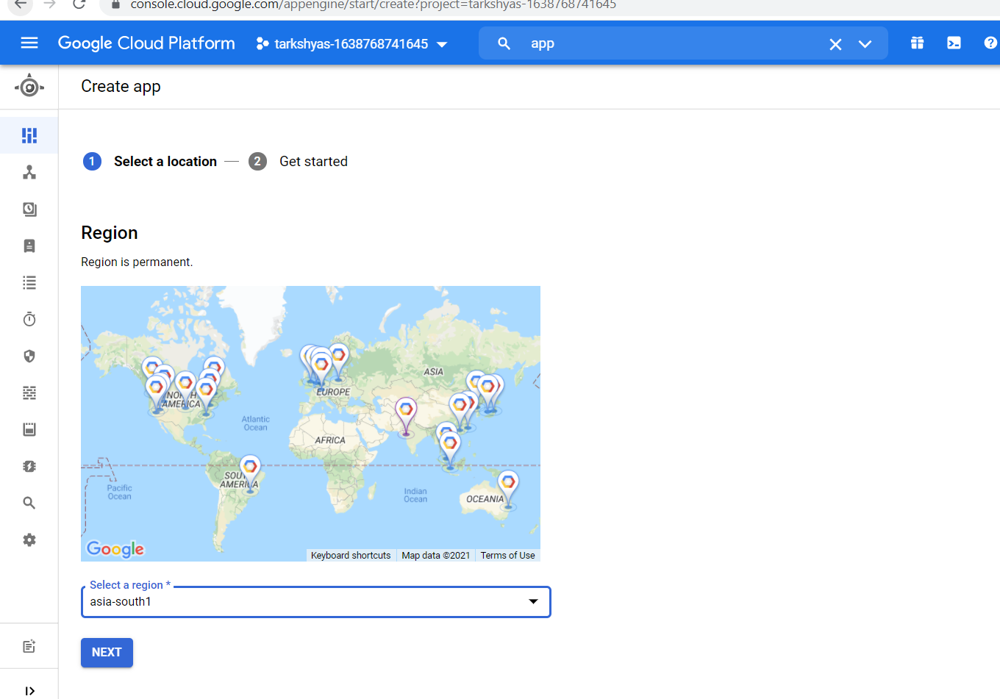 console.cloud.google.com/appengine/start/create?project=tarkshyas-1638768741645
Google Cloud Platform
tarkshyas-1638768741645
app
?
Create app
1 Select a location
2 Get started
Region
Region is permanent.
ASIA
EUROPE
NORTH
AMERICA
Atlantic
Ocean
AFRICA
SOU
AMERICA
Pacific
Ocean
Indian
Ocean
OCEANIA
Google
Keyboard shortcuts
Map data ©2021
Terms of Use
Select a region *
asia-south1
NEXT